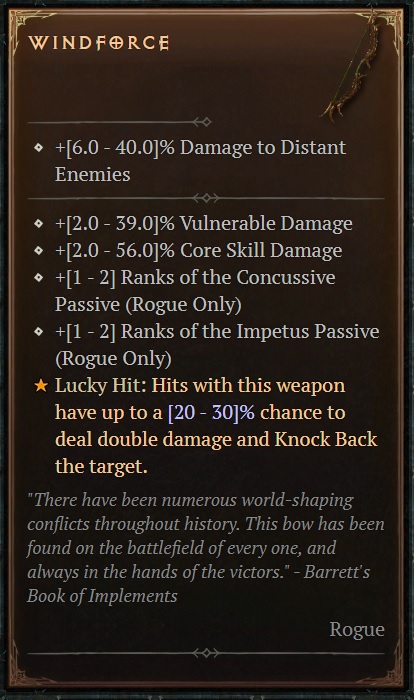 WINDFORCE
+[6.0 - 40.0]% Damage to Distant
Enemies
+[2.0 - 39.0]% Vulnerable Damage
+[2.0 - 56.0]% Core Skill Damage
+[1 - 2] Ranks of the Concussive
Passive (Rogue Only)
+[1 - 2] Ranks of the Impetus Passive
(Rogue Only)
Lucky Hit: Hits with this weapon
have up to a [20 - 30]% chance to
deal double damage and Knock Back
the target.
"There have been numerous world-shaping
conflicts throughout history. This bow has been
found on the battlefield of every one, and
always in the hands of the victors." - Barrett's
Book of Implements
Rogue